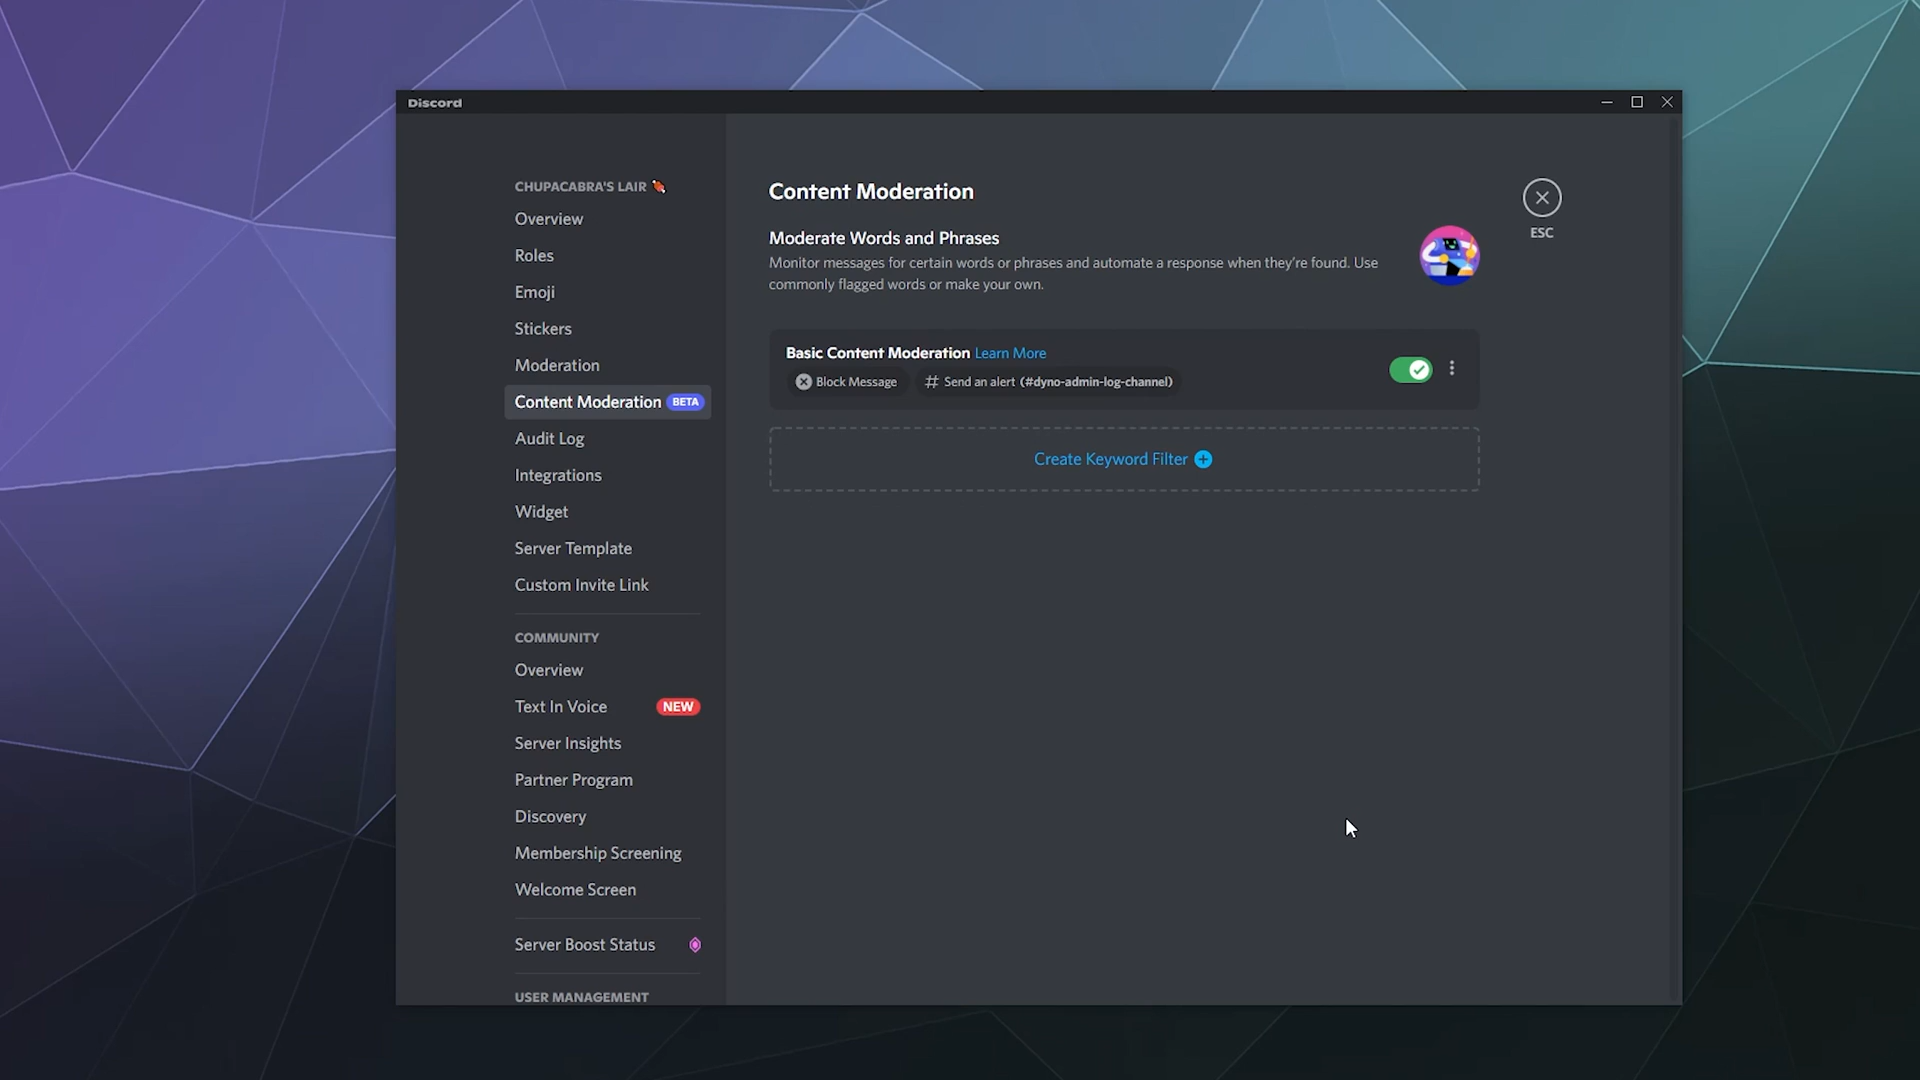 Discord
CHUPACABRA'S LAIR
Overview
Roles
Emoji
Stickers
Moderation
Content Moderation BETA
Audit Log
Integrations
Widget
Server Template
Custom Invite Link
COMMUNITY
Overview
Text In Voice NEW
Server Insights
Partner Program
Discovery
Membership Screening
Welcome Screen
Server Boost Status
USER MANAGEMENT
Content Moderation
Moderate Words and Phrases
Monitor messages for certain words or phrases and automate a response when they're found. Use
commonly flagged words or make your own.
Basic Content Moderation Learn More
Block Message # Send an alert (#dyno-admin-log-channel)
Create Keyword Filter
ESC